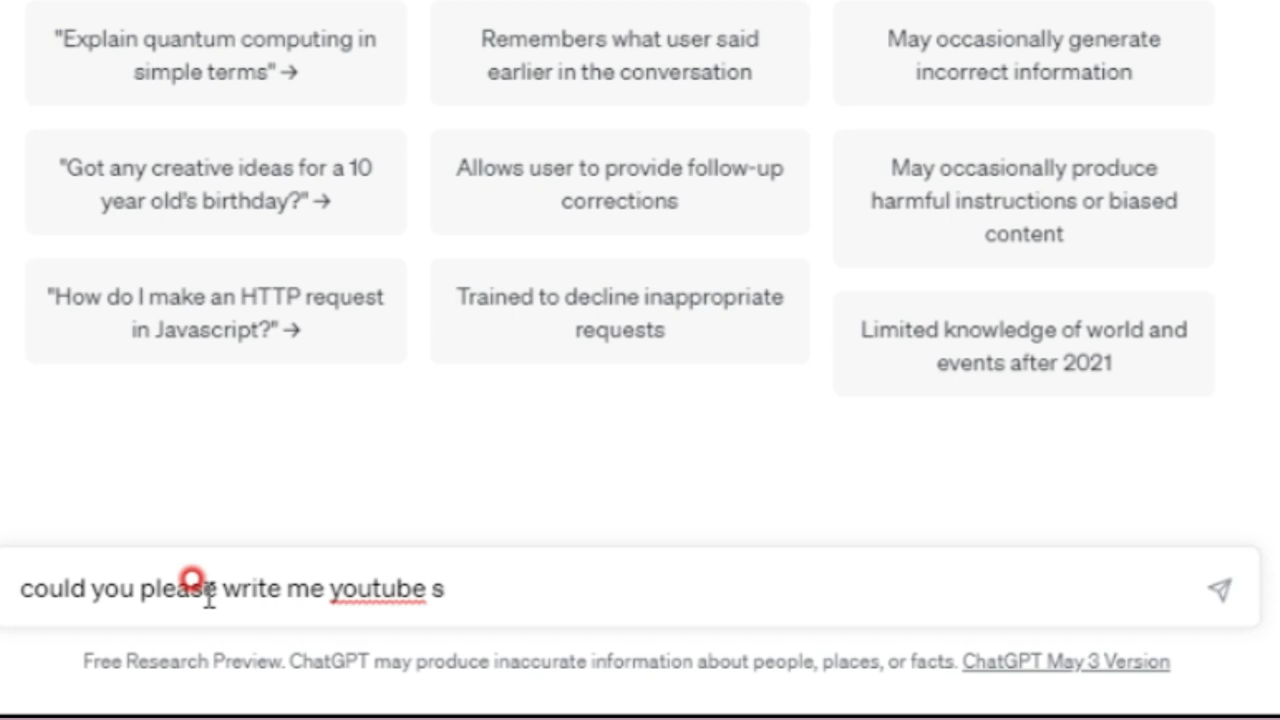 "Explain quantum computing in
simple terms" →
"Got any creative ideas for a 10
year old's birthday?" →
"How do I make an HTTP request
in Javascript?" →
Remembers what user said
earlier in the conversation
Allows user to provide follow-up
corrections
Trained to decline inappropriate
requests
May occasionally generate
incorrect information
May occasionally produce
harmful instructions or biased
content
Limited knowledge of world and
events after 2021
could you please write me youtube s
Free Research Preview. ChatGPT may produce inaccurate information about people, places, or facts. ChatGPT May 3 Version